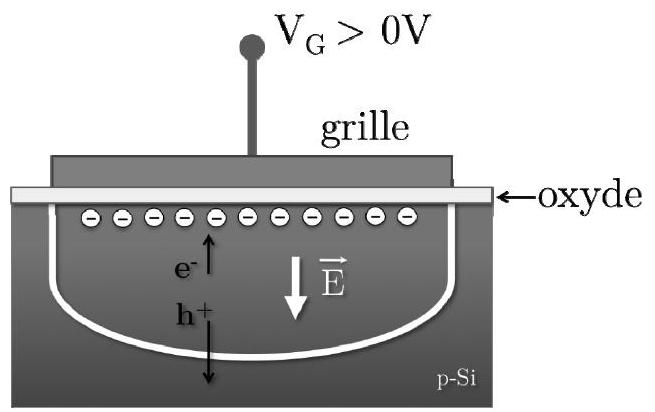 V_G > 0V
grille
oxyde
e⁻
E⃗
h⁺
p-Si